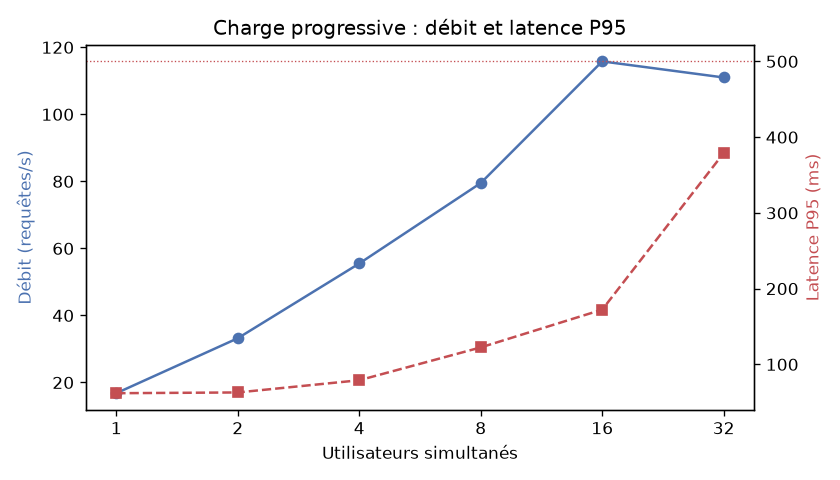 Charge progressive : débit et latence P95
Débit (requêtes/s)
120
100
80
60
40
20
500
400
300
200
100
Latence P95 (ms)
1 2 4 8 16 32
Utilisateurs simultanés